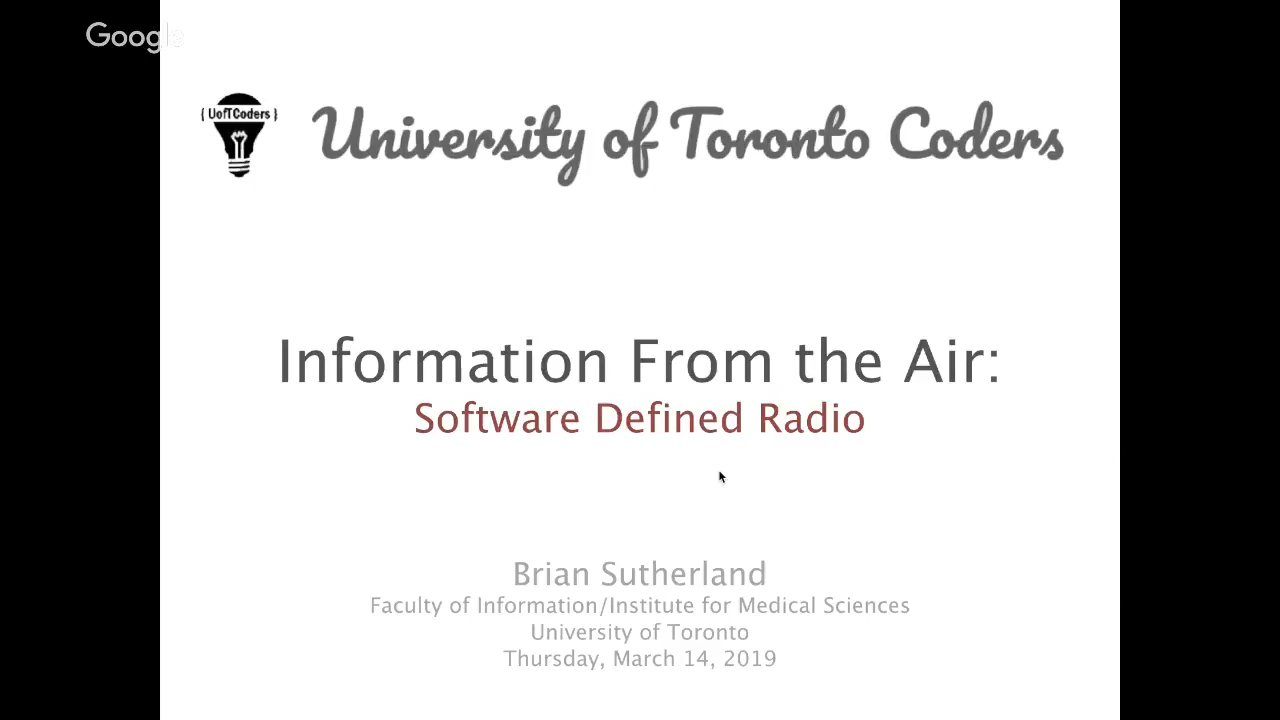 Google
{ UofTCoders }
University of Toronto Coders
Information From the Air:
Software Defined Radio
Brian Sutherland
Faculty of Information/Institute for Medical Sciences
University of Toronto
Thursday, March 14, 2019